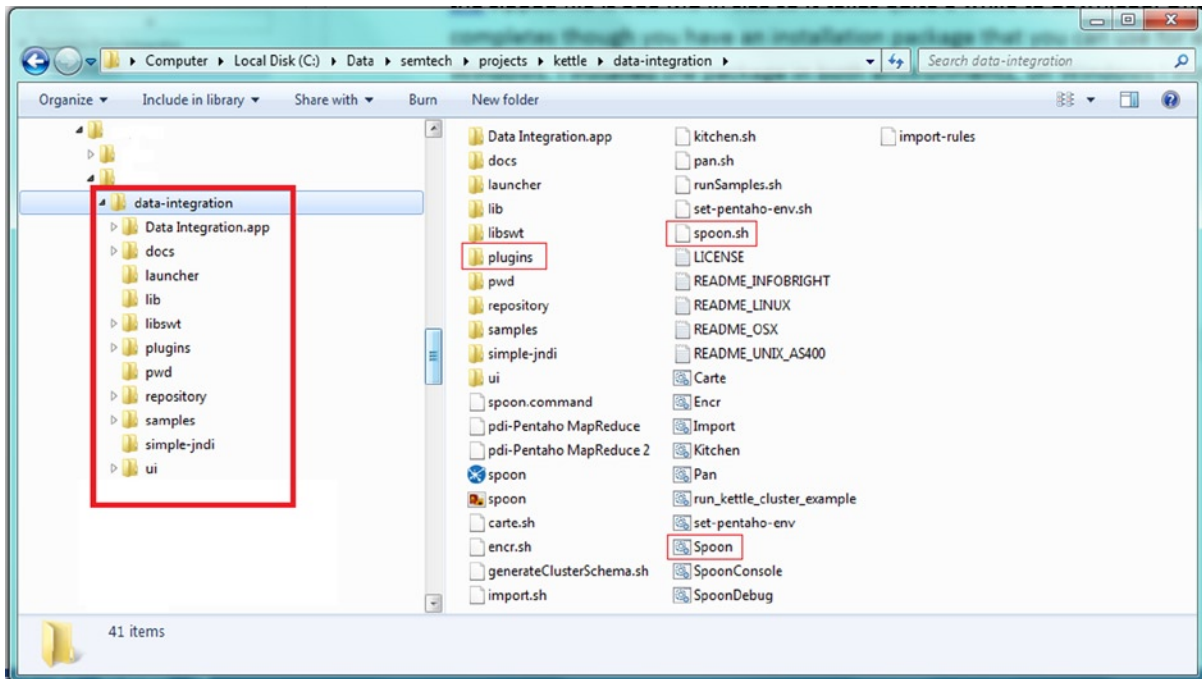 Computer ▸ Local Disk (C:) ▸ Data ▸ semtech ▸ projects ▸ kettle ▸ data-integration ▸
Search data-integration
Organize Include in library Share with Burn New folder
data-integration
Data Integration.app
docs
launcher
lib
libswt
plugins
pwd
repository
samples
simple-jndi
ui
Data Integration.app
docs
launcher
lib
libswt
plugins
pwd
repository
samples
simple-jndi
ui
spoon.command
pdi-Pentaho MapReduce
pdi-Pentaho MapReduce 2
spoon
spoon
carte.sh
encr.sh
generateClusterSchema.sh
import.sh
kitchen.sh
pan.sh
runSamples.sh
set-pentaho-env.sh
spoon.sh
LICENSE
README_INFOBRIGHT
README_LINUX
README_OSX
README_UNIX_AS400
Carte
Encr
Import
Kitchen
Pan
run_kettle_cluster_example
set-pentaho-env
Spoon
SpoonConsole
SpoonDebug
import-rules
41 items